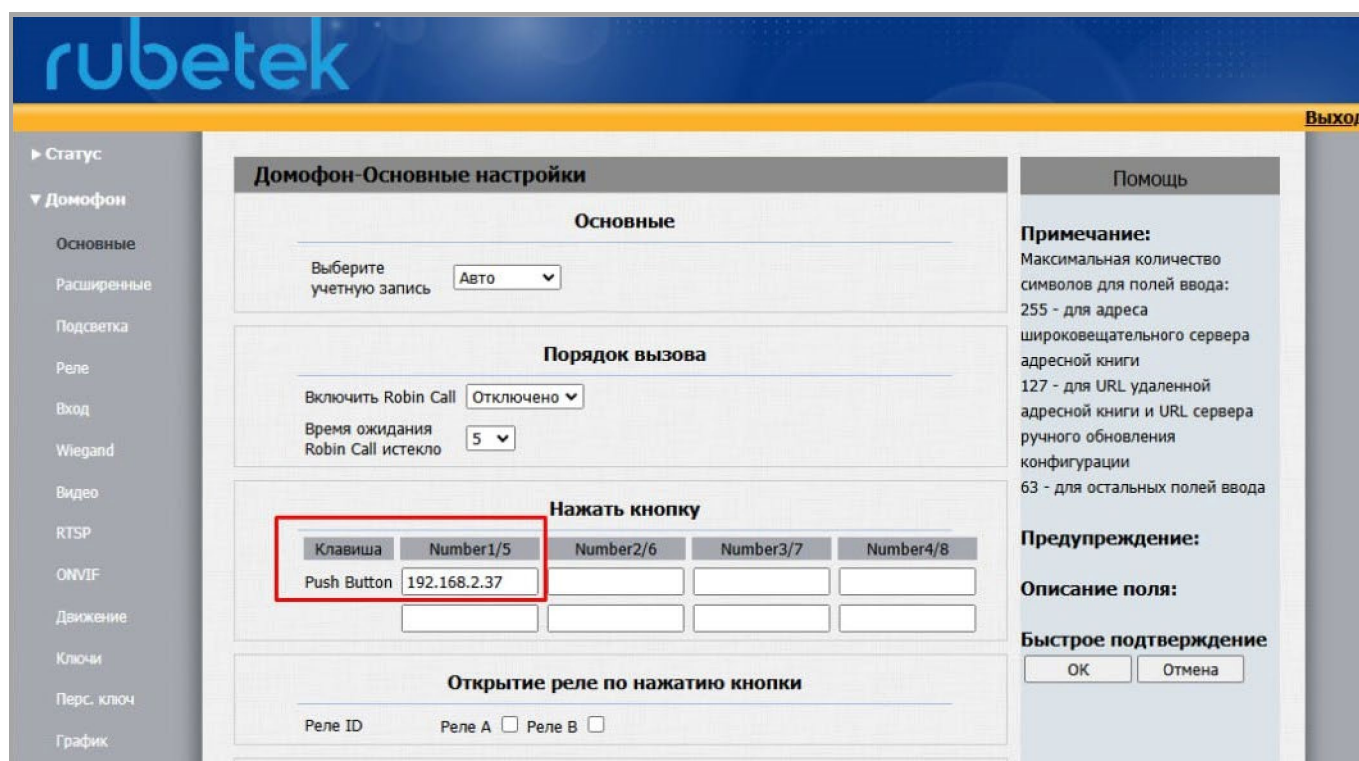 rubetek
Выход
Статус
Домофон
Основные
Расширенные
Подсветка
Реле
Вход
Wiegand
Видео
RTSP
ONVIF
Движение
Ключи
Перс. ключ
График
Домофон-Основные настройки
Основные
Выберите
учетную запись
Авто
Порядок вызова
Включить Robin Call Отключено
Время ожидания
Robin Call истекло
5
Нажать кнопку
Клавиша Number1/5 Number2/6 Number3/7 Number4/8
Push Button 192.168.2.37
Открытие реле по нажатию кнопки
Реле ID Реле A Реле B
Помощь
Примечание:
Максимальная количество
символов для полей ввода:
255 - для адреса
широковещательного сервера
адресной книги
127 - для URL удаленной
адресной книги и URL сервера
ручного обновления
конфигурации
63 - для остальных полей ввода
Предупреждение:
Описание поля:
Быстрое подтверждение
ОК Отмена